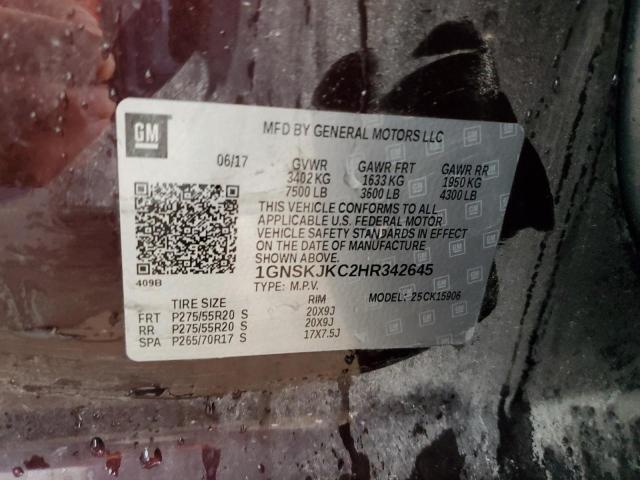 GM
MFD BY GENERAL MOTORS LLC
06/17 GVWR GAWR FRT GAWR RR
3402 KG 1633 KG 1950 KG
7500 LB 3600 LB 4300 LB
THIS VEHICLE CONFORMS TO ALL
APPLICABLE U.S. FEDERAL MOTOR
VEHICLE SAFETY STANDARDS IN EFFECT
ON THE DATE OF MANUFACTURE
SHOWN ABOVE.
409B
1GNSKJKC2HR342645
TYPE: M.P.V. MODEL: 25CK15906
TIRE SIZE RIM
FRT P275/55R20 S 20X9J
RR P275/55R20 S 20X9J
SPA P265/70R17 S 17X7.5J